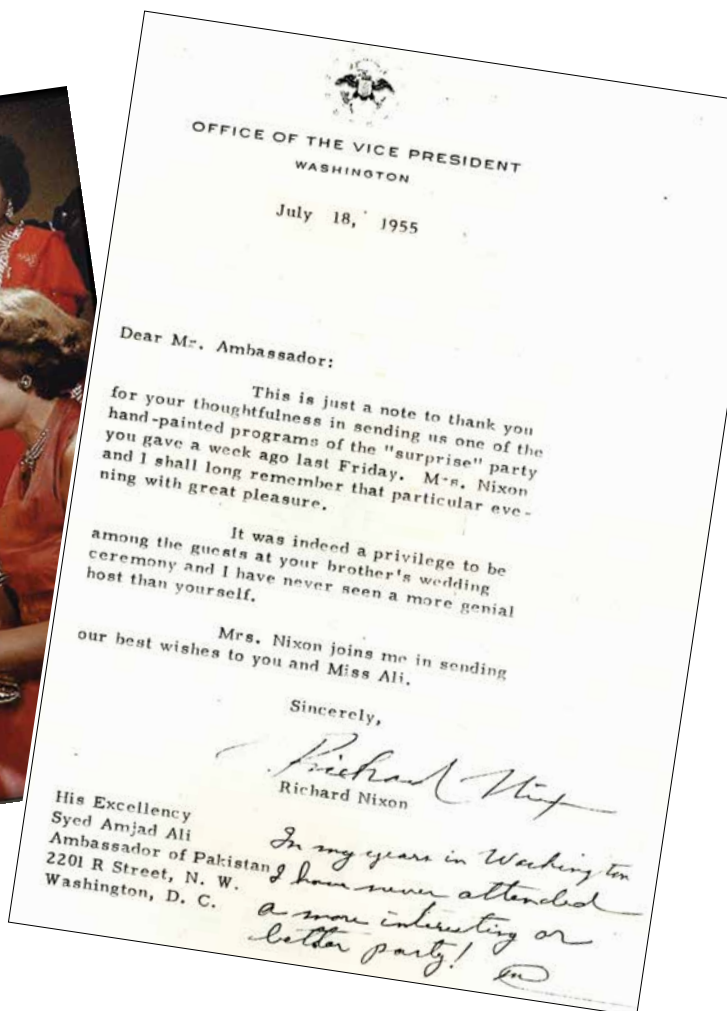 OFFICE OF THE VICE PRESIDENT
WASHINGTON
July 18, 1955
Dear Mr. Ambassador:
This is just a note to thank you
for your thoughtfulness in sending us one of the
hand-painted programs of the "surprise" party
you gave a week ago last Friday. Mrs. Nixon
and I shall long remember that particular eve-
ning with great pleasure.
It was indeed a privilege to be
among the guests at your brother's wedding
ceremony and I have never seen a more genial
host than yourself.
Mrs. Nixon joins me in sending
our best wishes to you and Miss Ali.
Sincerely,
Richard Nixon
Richard Nixon
His Excellency
Syed Amjad Ali
Ambassador of Pakistan
2201 R Street, N. W.
Washington, D. C.
In my years in Washington
I have never attended
a more interesting or
better party!